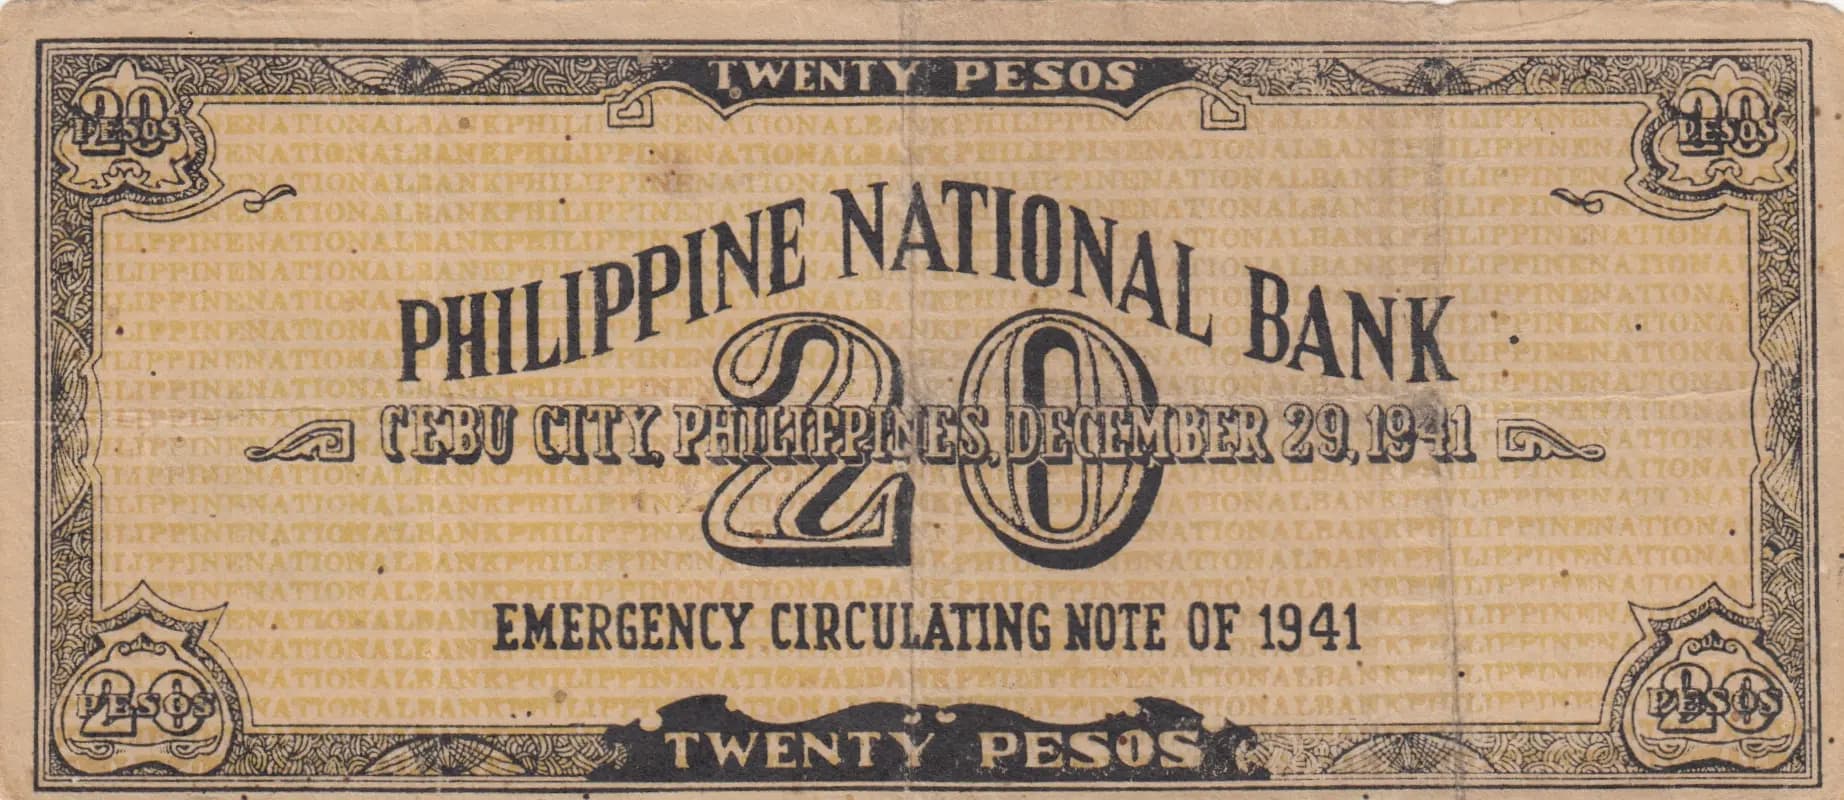 TWENTY PESOS
20 PESOS
20 PESOS
PHILIPPINE NATIONAL BANK
20
CEBU CITY, PHILIPPINES, DECEMBER 29, 1941
EMERGENCY CIRCULATING NOTE OF 1941
20 PESOS
20 PESOS
TWENTY PESOS